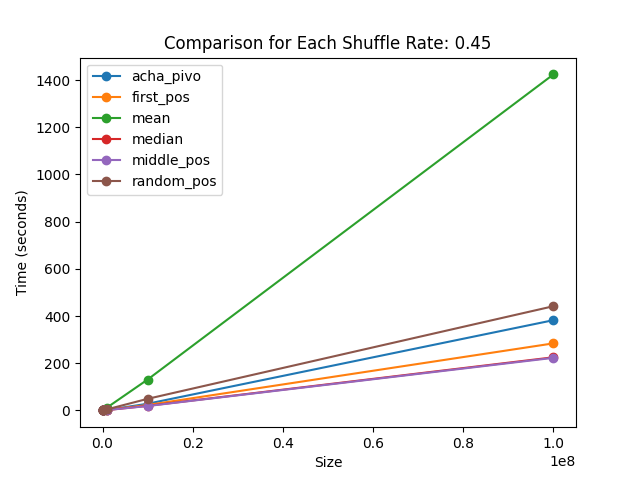 Comparison for Each Shuffle Rate: 0.45
acha_pivo
first_pos
mean
median
middle_pos
random_pos
Time (seconds)
1400
1200
1000
800
600
400
200
0
0.0 0.2 0.4 0.6 0.8 1.0
1e8
Size